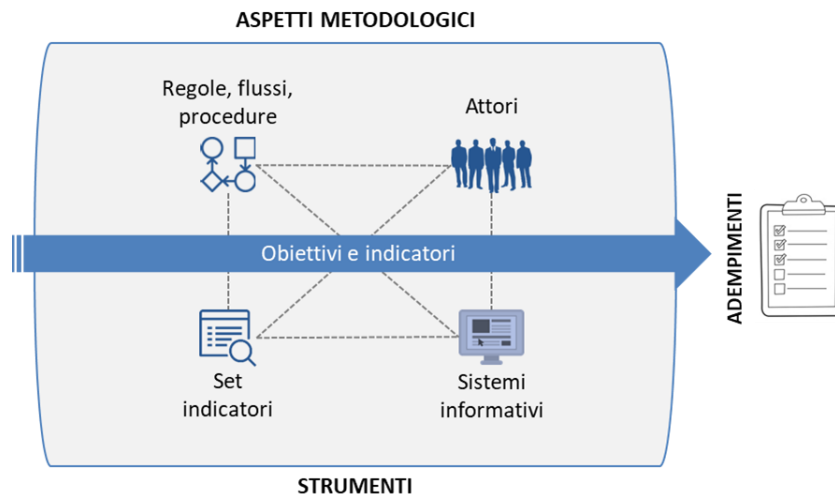 ASPETTI METODOLOGICI
Regole, flussi,
procedure
Attori
Obiettivi e indicatori
Set
indicatori
Sistemi
informativi
STRUMENTI
ADEMPIMENTI